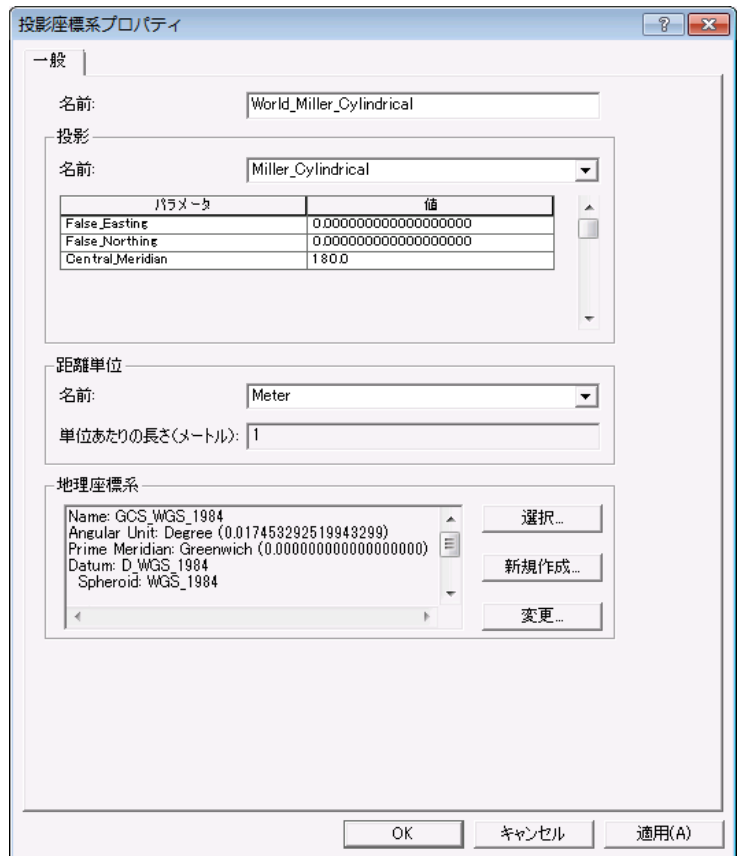 投影座標系プロパティ
一般
名前: World_Miller_Cylindrical
投影
名前: Miller_Cylindrical
パラメータ 値
False_Easting 0.000000000000000000
False_Northing 0.000000000000000000
Central_Meridian 180.0
距離単位
名前: Meter
単位あたりの長さ(メートル): 1
地理座標系
Name: GCS_WGS_1984
Angular Unit: Degree (0.017453292519943299)
Prime Meridian: Greenwich (0.000000000000000000)
Datum: D_WGS_1984
Spheroid: WGS_1984
選択...
新規作成...
変更...
OK キャンセル 適用(A)